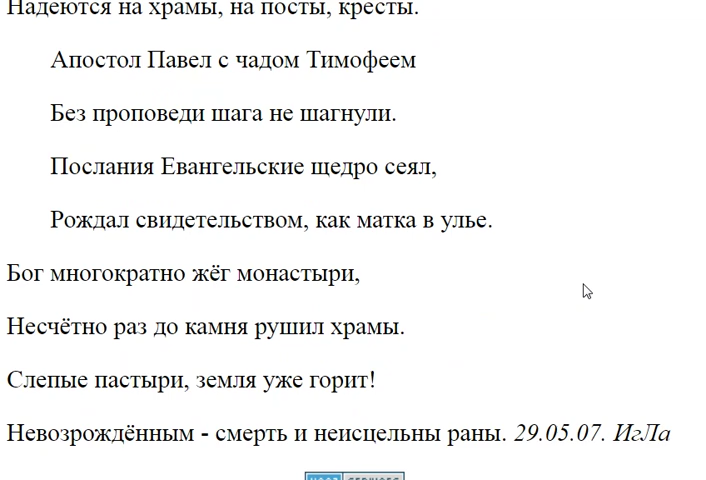 Надеются на храмы, на посты, кресты.
Апостол Павел с чадом Тимофеем
Без проповеди шага не шагнули.
Послания Евангельские щедро сеял,
Рождал свидетельством, как матка в улье.
Бог многократно жёг монастыри,
Несчётно раз до камня рушил храмы.
Слепые пастыри, земля уже горит!
Невозрождённым - смерть и неисцельны раны. 29.05.07. ИгЛа